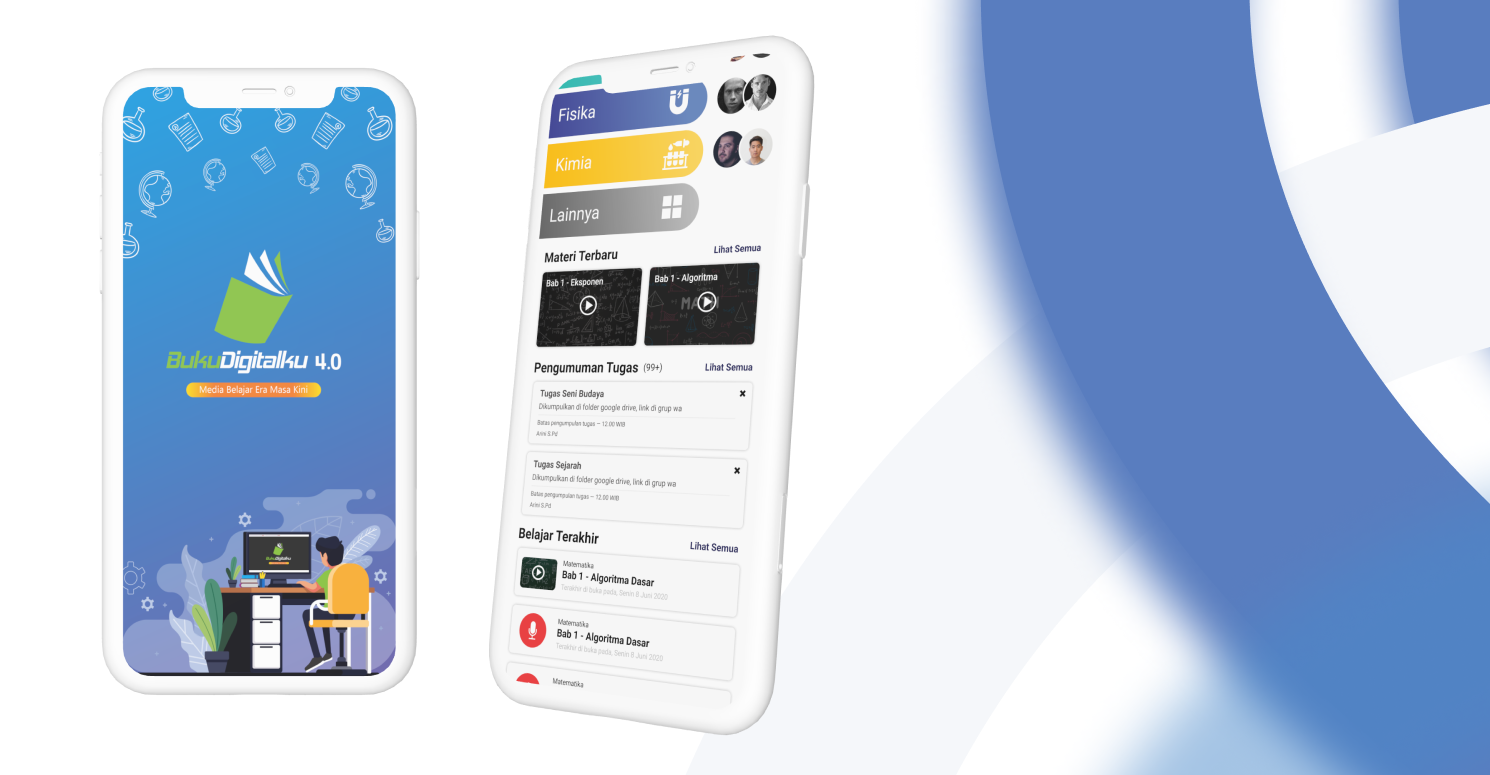 BukuDigitalku 4.0
Media Belajar Era Masa Kini
BukuDigitalku
Fisika
Kimia
Lainnya
Materi Terbaru
Lihat Semua
Bab 1 - Eksponen
Bab 1 - Algoritma
MATH
Pengumuman Tugas (99+)
Lihat Semua
Tugas Seni Budaya
Dikumpulkan di folder google drive, link di grup wa
Batas pengumpulan tugas – 12.00 WIB
Arini S.Pd
Tugas Sejarah
Dikumpulkan di folder google drive, link di grup wa
Batas pengumpulan tugas – 12.00 WIB
Arini S.Pd
Belajar Terakhir
Lihat Semua
Matematika
Bab 1 - Algoritma Dasar
Terakhir di buka pada, Senin 8 Juni 2020
Matematika
Bab 1 - Algoritma Dasar
Terakhir di buka pada, Senin 8 Juni 2020
Matematika